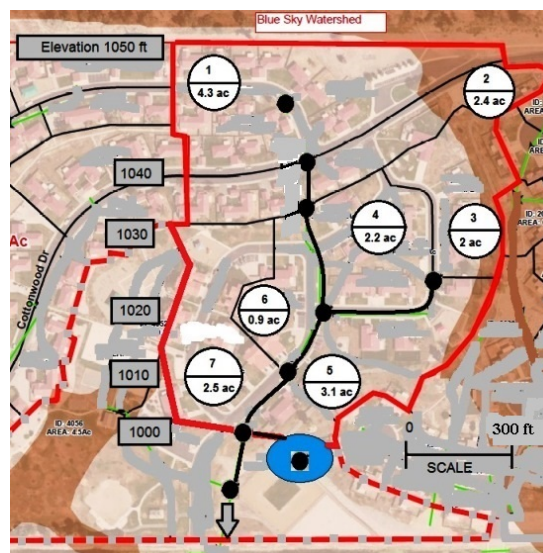 Blue Sky Watershed
Elevation 1050 ft
1
4.3 ac
2
2.4 ac
1040
4
2.2 ac
3
2 ac
1030
Ac
Cottonwood Dr
6
0.9 ac
1020
7
2.5 ac
5
3.1 ac
1010
ID: 4056
AREA: 4.5Ac
1000
0
300 ft
SCALE